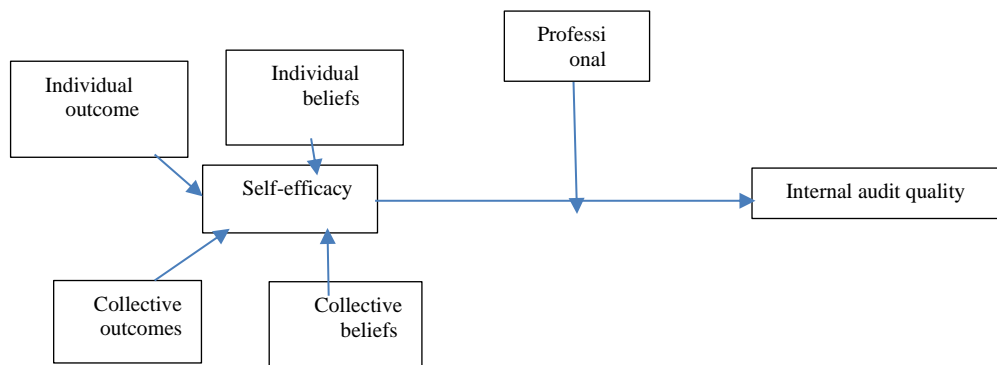 Professi
onal
Individual
beliefs
Individual
outcome
Self-efficacy
Internal audit quality
Collective
outcomes
Collective
beliefs